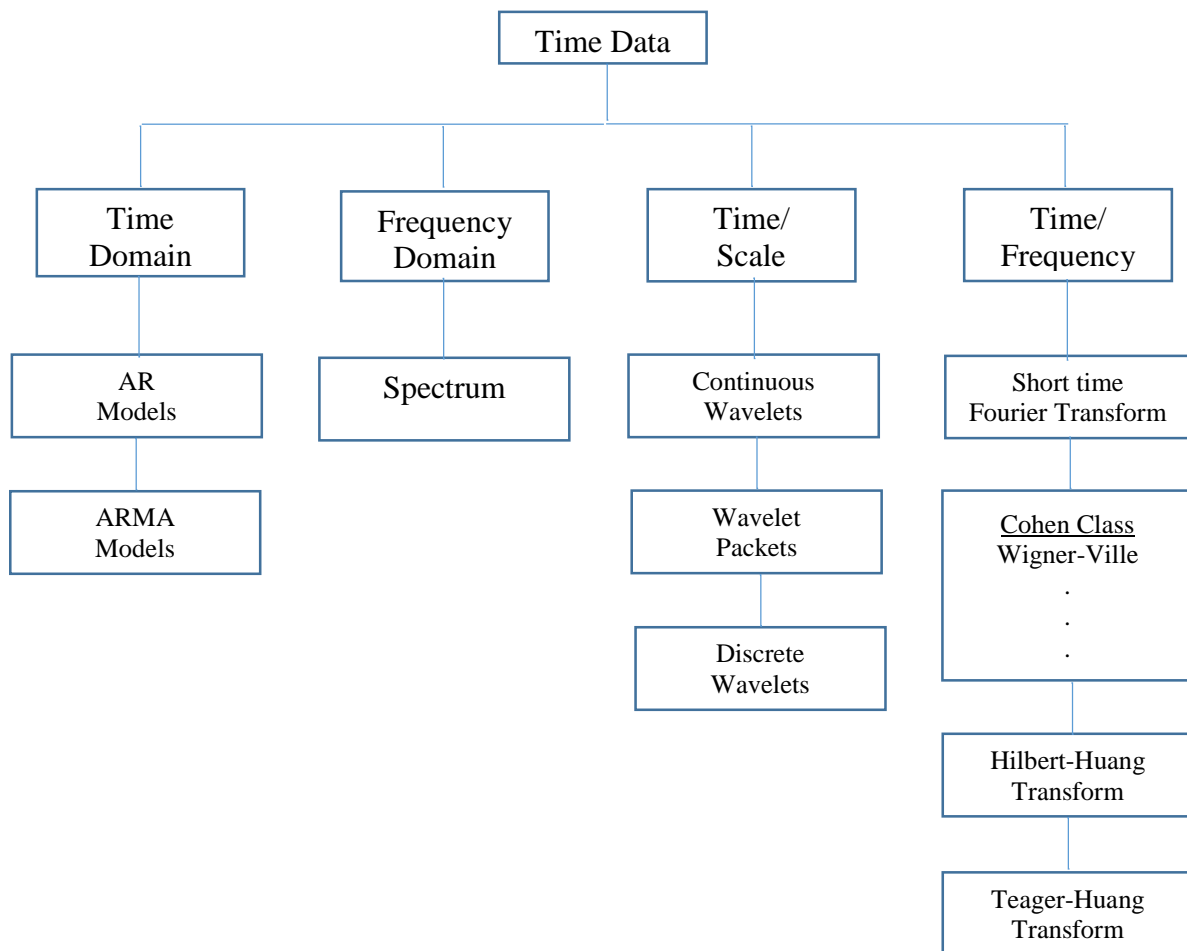 Time Data
Time
Domain
Frequency
Domain
Time/
Scale
Time/
Frequency
AR
Models
Spectrum
Continuous
Wavelets
Short time
Fourier Transform
ARMA
Models
Wavelet
Packets
Cohen Class
Wigner-Ville
.
.
.
Discrete
Wavelets
Hilbert-Huang
Transform
Teager-Huang
Transform